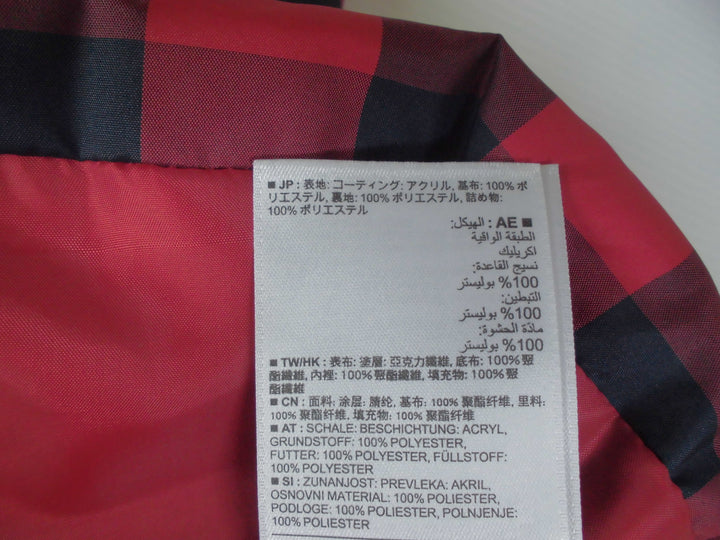 ■ JP : 表地: コーティング: アクリル, 基布: 100% ポ
リエステル, 裏地: 100% ポリエステル, 詰め物:
100% ポリエステル
■ AE : الهيكل:
الطبقة الواقية
اكريليك
نسيج القاعدة:
100% بوليستر
التبطين:
100% بوليستر
مادّة الحشوة:
100% بوليستر
■ TW/HK : 表布: 塗層: 亞克力纖維, 底布: 100% 聚
酯纖維, 內裡: 100% 聚酯纖維, 填充物: 100% 聚
酯纖維
■ CN : 面料: 涂层: 腈纶, 基布: 100% 聚酯纤维, 里料:
100% 聚酯纤维, 填充物: 100% 聚酯纤维
■ AT : SCHALE: BESCHICHTUNG: ACRYL,
GRUNDSTOFF: 100% POLYESTER,
FUTTER: 100% POLYESTER, FÜLLSTOFF:
100% POLYESTER
■ SI : ZUNANJOST: PREVLEKA: AKRIL,
OSNOVNI MATERIAL: 100% POLYESTER,
PODLOGE: 100% POLYESTER, POLNJENJE:
100% POLYESTER